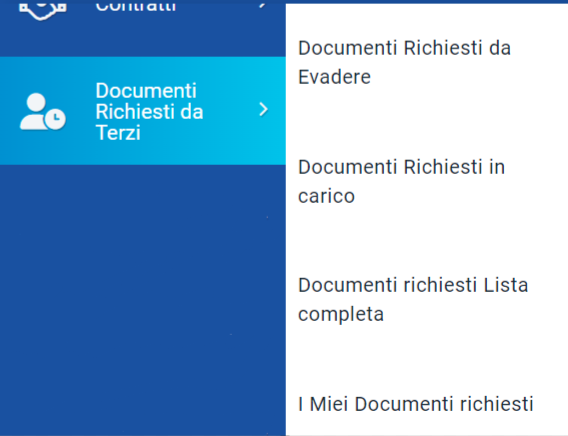 Contratti
Documenti
Richiesti da
Terzi
Documenti Richiesti da
Evadere
Documenti Richiesti in
carico
Documenti richiesti Lista
completa
I Miei Documenti richiesti